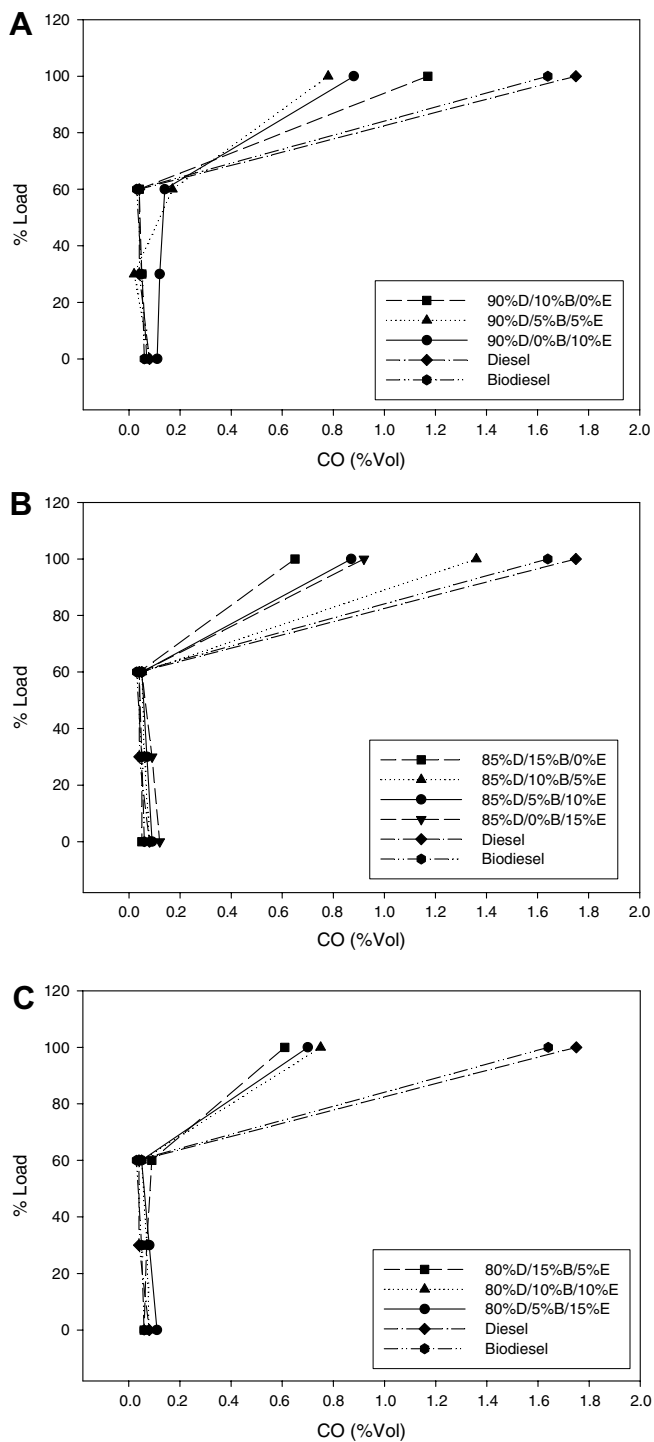 A
120
100
80
60
40
20
0
% Load
90%D/10%B/0%E
90%D/5%B/5%E
90%D/0%B/10%E
Diesel
Biodiesel
0.0 0.2 0.4 0.6 0.8 1.0 1.2 1.4 1.6 1.8 2.0
CO (%Vol)
B
120
100
80
60
40
20
0
% Load
85%D/15%B/0%E
85%D/10%B/5%E
85%D/5%B/10%E
85%D/0%B/15%E
Diesel
Biodiesel
0.0 0.2 0.4 0.6 0.8 1.0 1.2 1.4 1.6 1.8 2.0
CO (%Vol)
C
120
100
80
60
40
20
0
% Load
80%D/15%B/5%E
80%D/10%B/10%E
80%D/5%B/15%E
Diesel
Biodiesel
0.0 0.2 0.4 0.6 0.8 1.0 1.2 1.4 1.6 1.8 2.0
CO (%Vol)